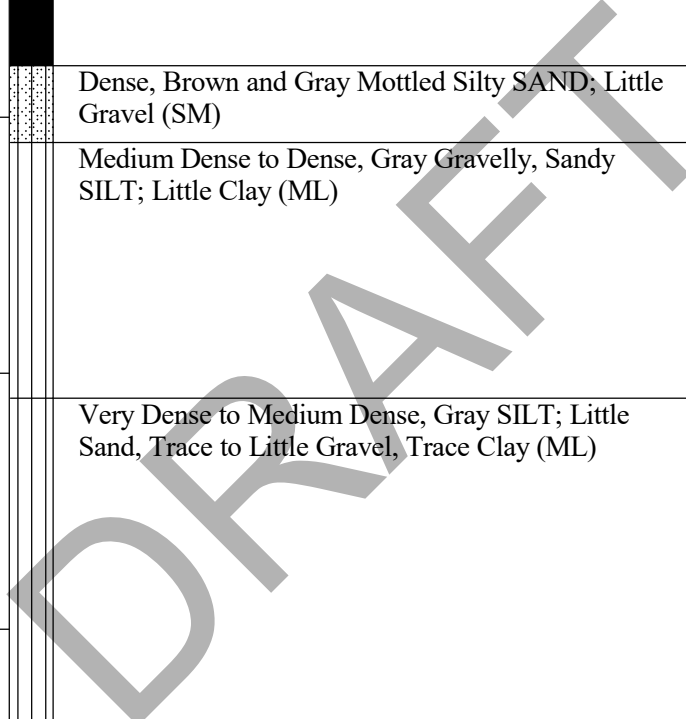 Dense, Brown and Gray Mottled Silty SAND; Little
Gravel (SM)
Medium Dense to Dense, Gray Gravelly, Sandy
SILT; Little Clay (ML)
Very Dense to Medium Dense, Gray SILT; Little
Sand, Trace to Little Gravel, Trace Clay (ML)
DRAFT